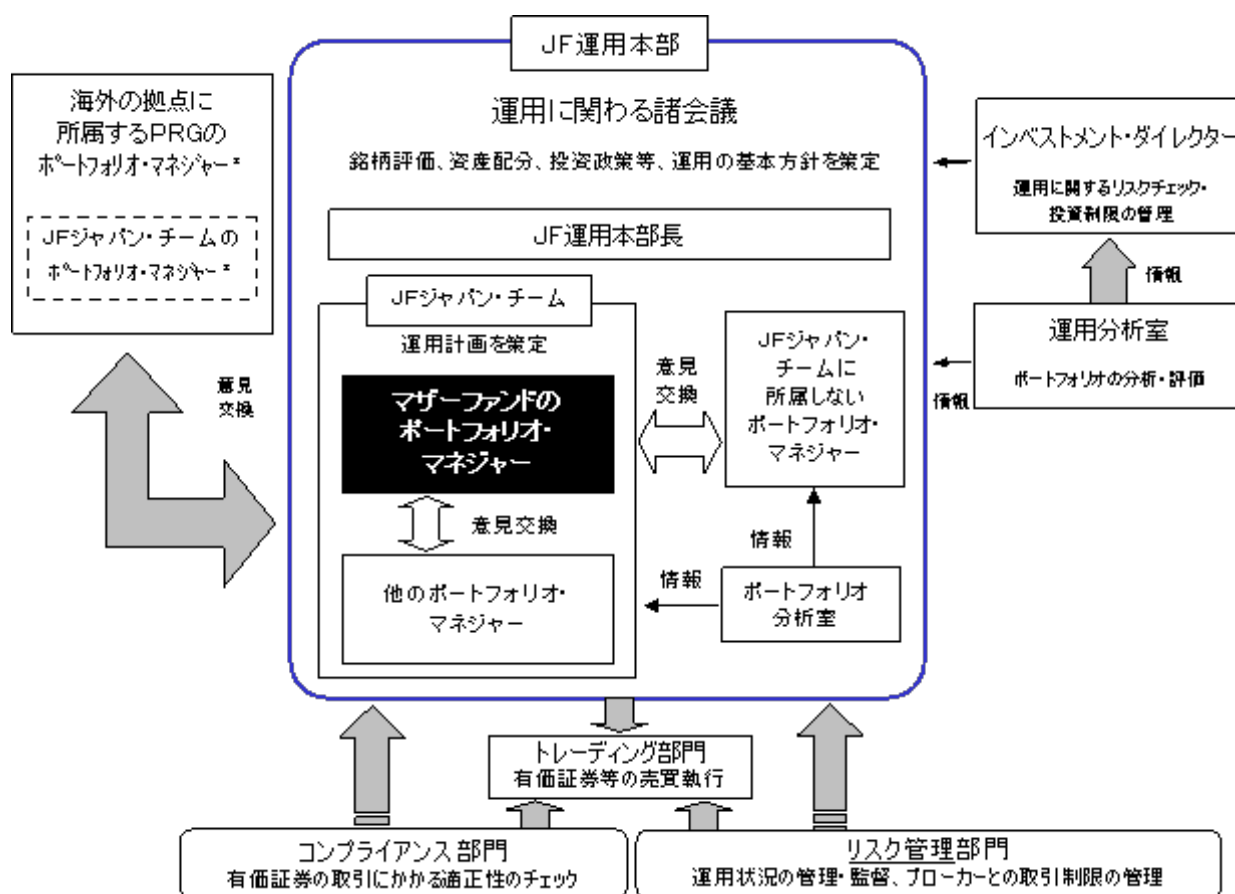 JF運用本部
海外の拠点に
所属するPRGの
ポートフォリオ・マネジャー*
JFジャパン・チームの
ポートフォリオ・マネジャー*
意見
交換
運用に関わる諸会議
銘柄評価、資産配分、投資政策等、運用の基本方針を策定
JF運用本部長
JFジャパン・チーム
運用計画を策定
マザーファンドの
ポートフォリオ・
マネジャー
意見交換
他のポートフォリオ・
マネジャー
意見
交換
JFジャパン・
チームに
所属しない
ポートフォリオ・
マネジャー
情報
情報
ポートフォリオ
分析室
インベストメント・ダイレクター
運用に関するリスクチェック・
投資制限の管理
情報
運用分析室
ポートフォリオの分析・評価
情報
トレーディング部門
有価証券等の売買執行
コンプライアンス部門
有価証券の取引にかかる適正性のチェック
リスク管理部門
運用状況の管理・監督、ブローカーとの取引制限の管理